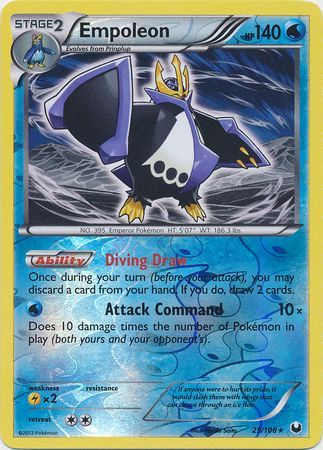 STAGE2
Empoleon
HP140
Evolves from Prinplup
NO. 395 Emperor Pokémon HT: 5'07" WT: 186.3 lbs.
Ability Diving Draw
Once during your turn (before your attack), you may
discard a card from your hand. If you do, draw 2 cards.
Attack Command 10×
Does 10 damage times the number of Pokémon in
play (both yours and your opponent's).
weakness resistance
×2
retreat
If anyone were to hurt its pride, it
would slash them with wings that
can cleave through an ice floe.
Song
©2012 Pokémon
29/108★